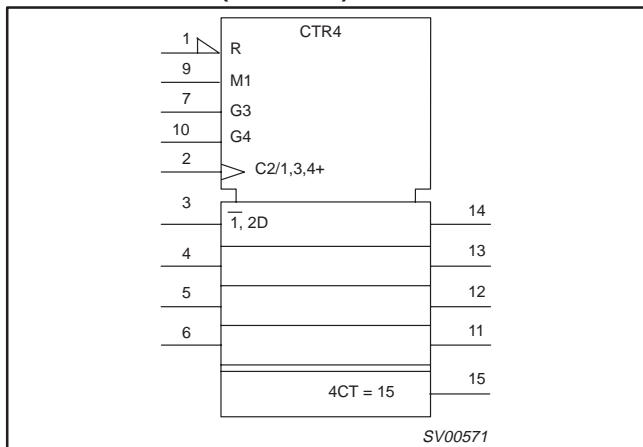 CTR4
1 R
9 M1
7 G3
10 G4
2 C2/1,3,4+
3 1̅, 2D 14
4 13
5 12
6 11
4CT = 15 15
SV00571